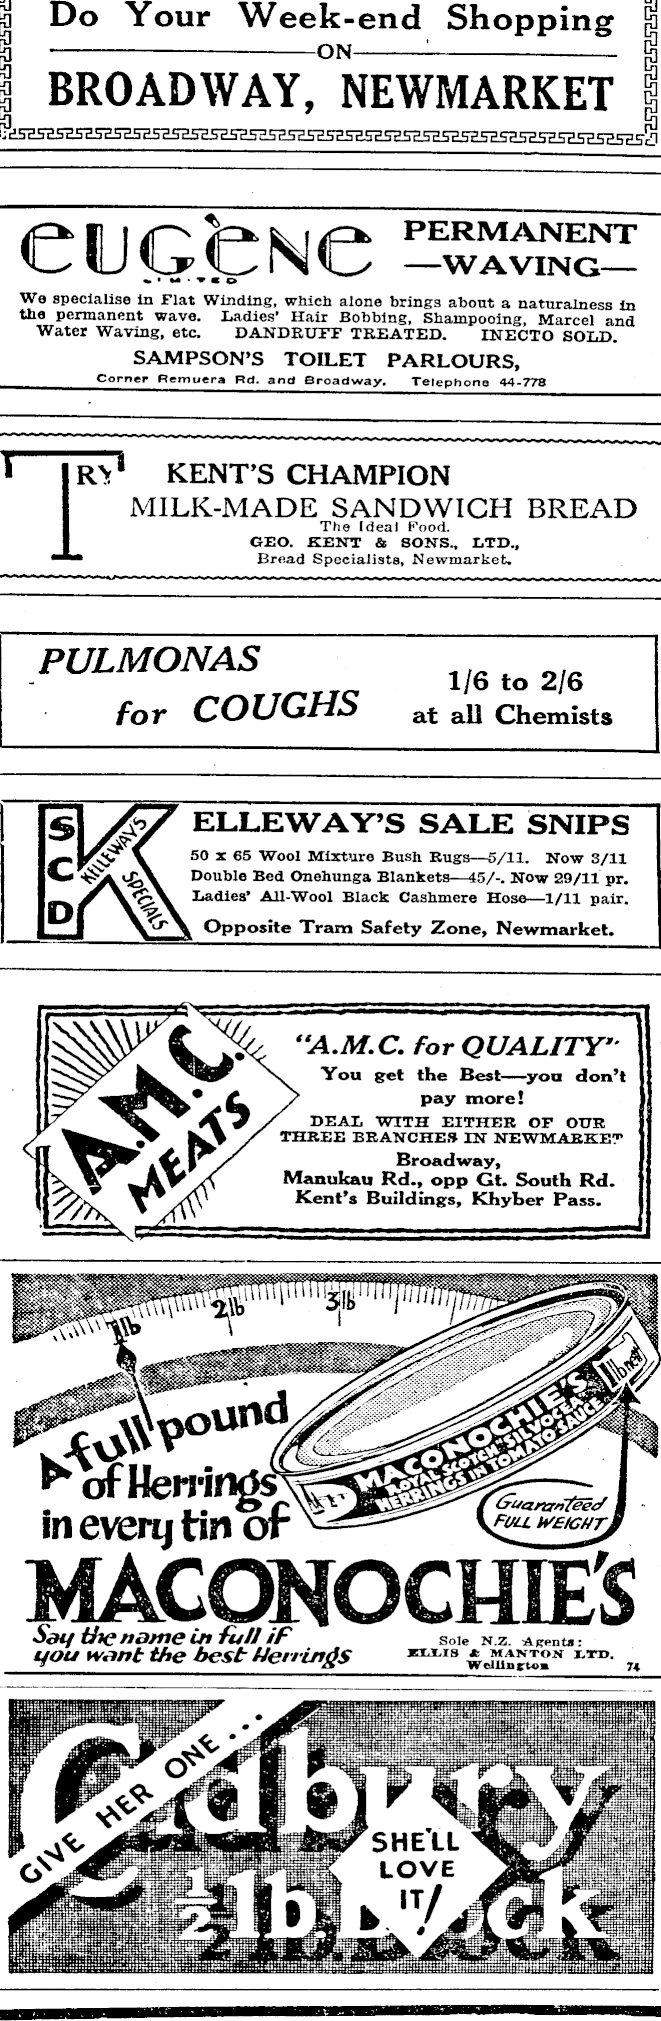 Do Your Week-end Shopping
ON
BROADWAY, NEWMARKET
EUGÈNE
LIMITED
PERMANENT
—WAVING—
We specialise in Flat Winding, which alone brings about a naturalness in
the permanent wave. Ladies' Hair Bobbing, Shampooing, Marcel and
Water Waving, etc. DANDRUFF TREATED. INECTO SOLD.
SAMPSON'S TOILET PARLOURS,
Corner Remuera Rd. and Broadway. Telephone 44-778
TRY KENT'S CHAMPION
MILK-MADE SANDWICH BREAD
The Ideal Food.
GEO. KENT & SONS., LTD.,
Bread Specialists, Newmarket.
PULMONAS
for COUGHS
1/6 to 2/6
at all Chemists
SCD
K
KILLEWAY'S
SPECIALS
ELLEWAY'S SALE SNIPS
50 x 65 Wool Mixture Bush Rugs—5/11. Now 3/11
Double Bed Onehunga Blankets—45/-. Now 29/11 pr.
Ladies' All-Wool Black Cashmere Hose—1/11 pair.
Opposite Tram Safety Zone, Newmarket.
A.M.C.
MEATS
"A.M.C. for QUALITY"
You get the Best—you don't
pay more!
DEAL WITH EITHER OF OUR
THREE BRANCHES IN NEWMARKET
Broadway,
Manukau Rd., opp Gt. South Rd.
Kent's Buildings, Khyber Pass.
1lb 2lb 3lb
A full pound
of Herrings
in every tin of
MACONOCHIE'S
ROYAL SCOTCH "SILVOGEA"
HERRINGS IN TOMATO SAUCE
1lb nett
Guaranteed
FULL WEIGHT
MACONOCHIE'S
Say the name in full if
you want the best Herrings
Sole N.Z. Agents:
ELLIS & MANTON LTD.
Wellington
74
GIVE HER ONE...
Cadbury
SHE'LL
LOVE
IT!
½ lb. Block